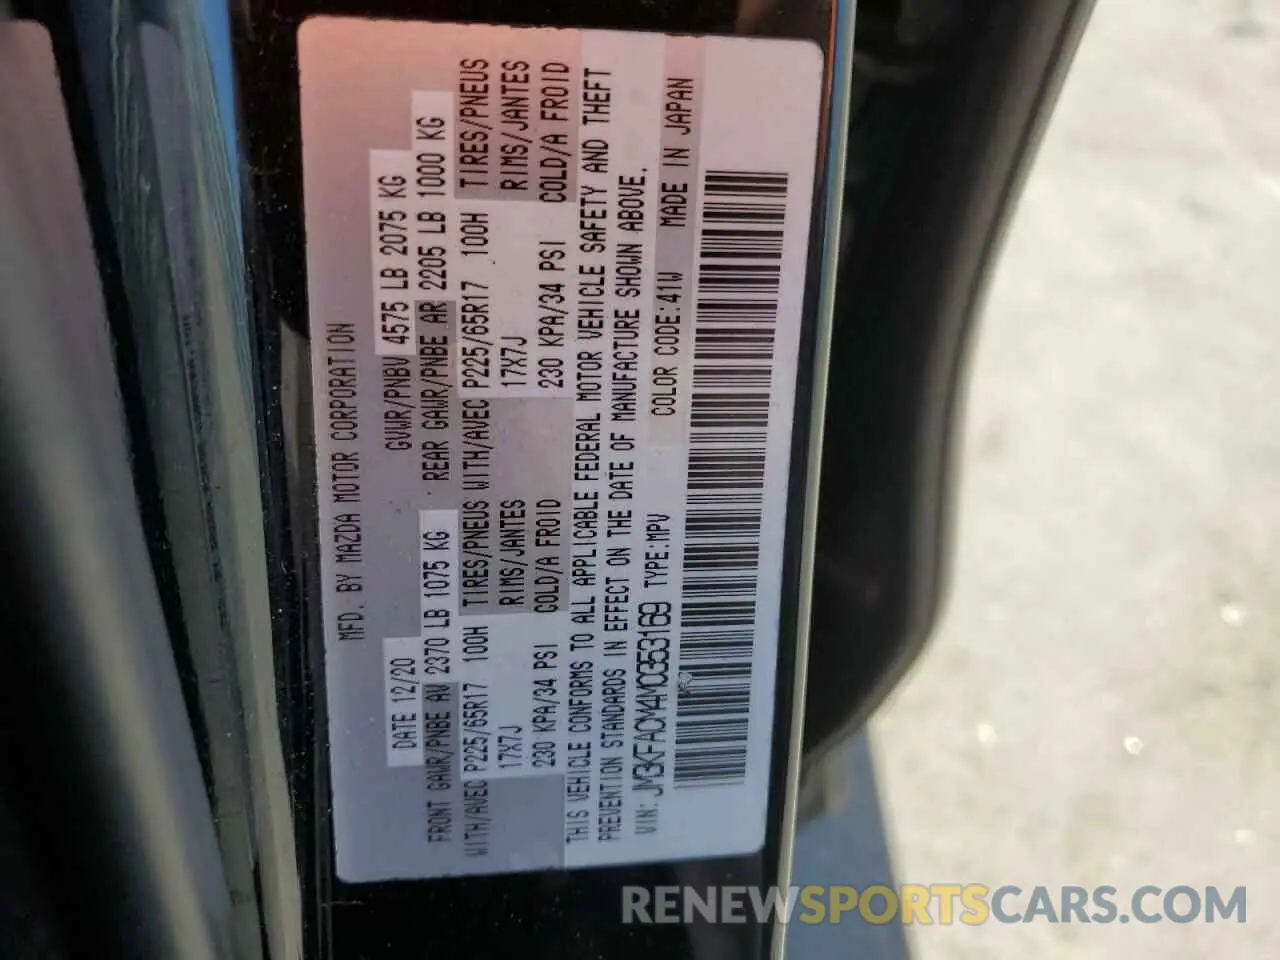 MFD. BY MAZDA MOTOR CORPORATION
DATE 12/20 GVWR/PNBV 4575 LB 2075 KG
FRONT GAWR/PNBE AV 2370 LB 1075 KG REAR GAWR/PNBE AR 2205 LB 1000 KG
WITH/AVEC P225/65R17 100H TIRES/PNEUS WITH/AVEC P225/65R17 100H TIRES/PNEUS
17X7J RIMS/JANTES 17X7J RIMS/JANTES
230 KPA/34 PSI COLD/A FROID 230 KPA/34 PSI COLD/A FROID
THIS VEHICLE CONFORMS TO ALL APPLICABLE FEDERAL MOTOR VEHICLE SAFETY AND THEFT
PREVENTION STANDARDS IN EFFECT ON THE DATE OF MANUFACTURE SHOWN ABOVE.
VIN: JM3KFACM4M0353169 TYPE:MPV COLOR CODE:41W MADE IN JAPAN
RENEWSPORTSCARS.COM